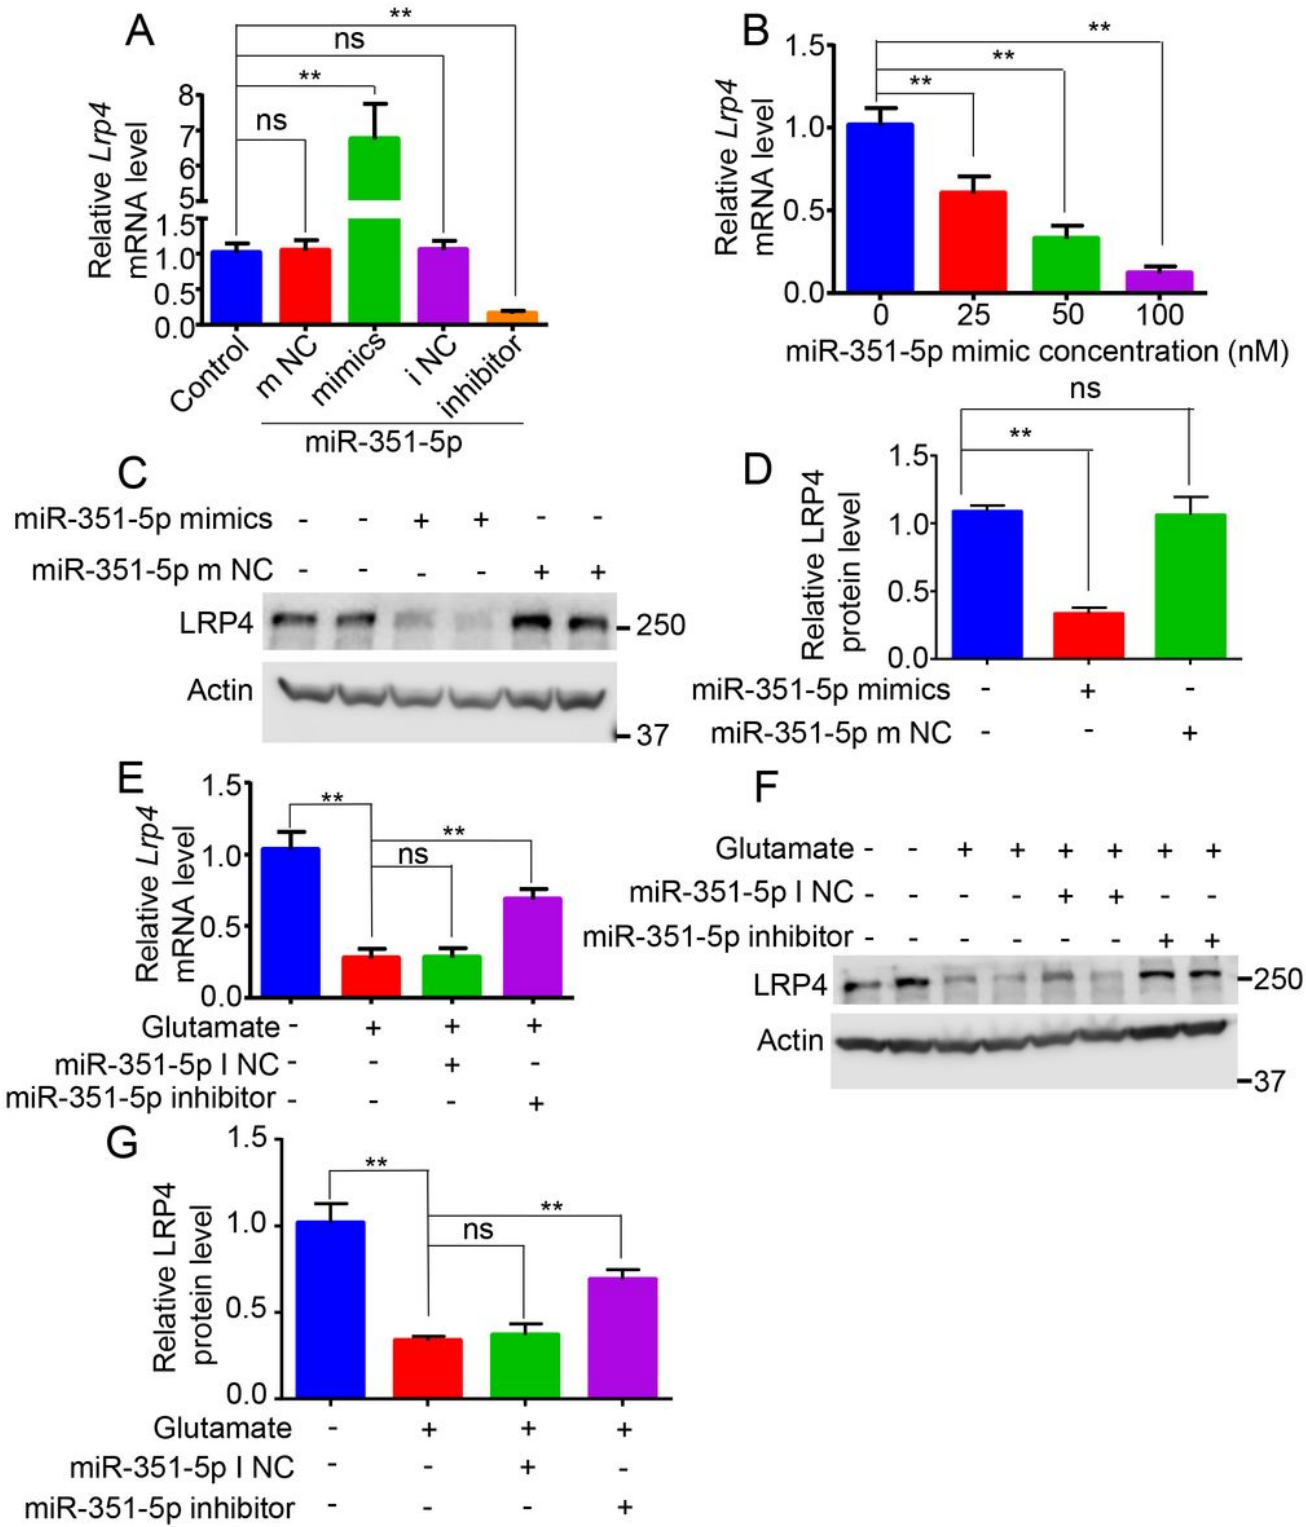 A
**
ns
**
ns
Relative Lrp4
mRNA level
8
7
6
5
1.5
1.0
0.5
0.0
Control
m NC
mimics
i NC
inhibitor
miR-351-5p
B
**
**
**
Relative Lrp4
mRNA level
1.5
1.0
0.5
0.0
0 25 50 100
miR-351-5p mimic concentration (nM)
C
miR-351-5p mimics - - + + - -
miR-351-5p m NC - - - - + +
LRP4
250
Actin
37
D
ns
**
Relative LRP4
protein level
1.5
1.0
0.5
0.0
miR-351-5p mimics - + -
miR-351-5p m NC - - +
E
**
**
ns
Relative Lrp4
mRNA level
1.5
1.0
0.5
0.0
Glutamate - + + +
miR-351-5p I NC - - + -
miR-351-5p inhibitor - - - +
F
Glutamate - - + + + + + +
miR-351-5p I NC - - - - + + - -
miR-351-5p inhibitor - - - - - - + +
LRP4
250
Actin
37
G
**
**
ns
Relative LRP4
protein level
1.5
1.0
0.5
0.0
Glutamate - + + +
miR-351-5p I NC - - + -
miR-351-5p inhibitor - - - +